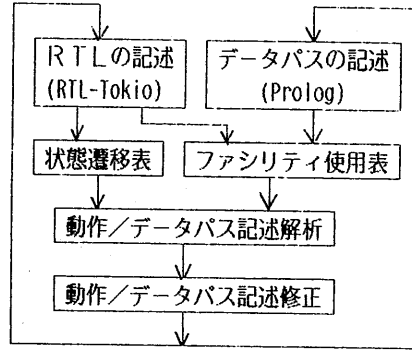 ＲＴＬの記述
(RTL-Tokio)
データパスの記述
(Prolog)
状態遷移表
ファシリティ使用表
動作／データパス記述解析
動作／データパス記述修正